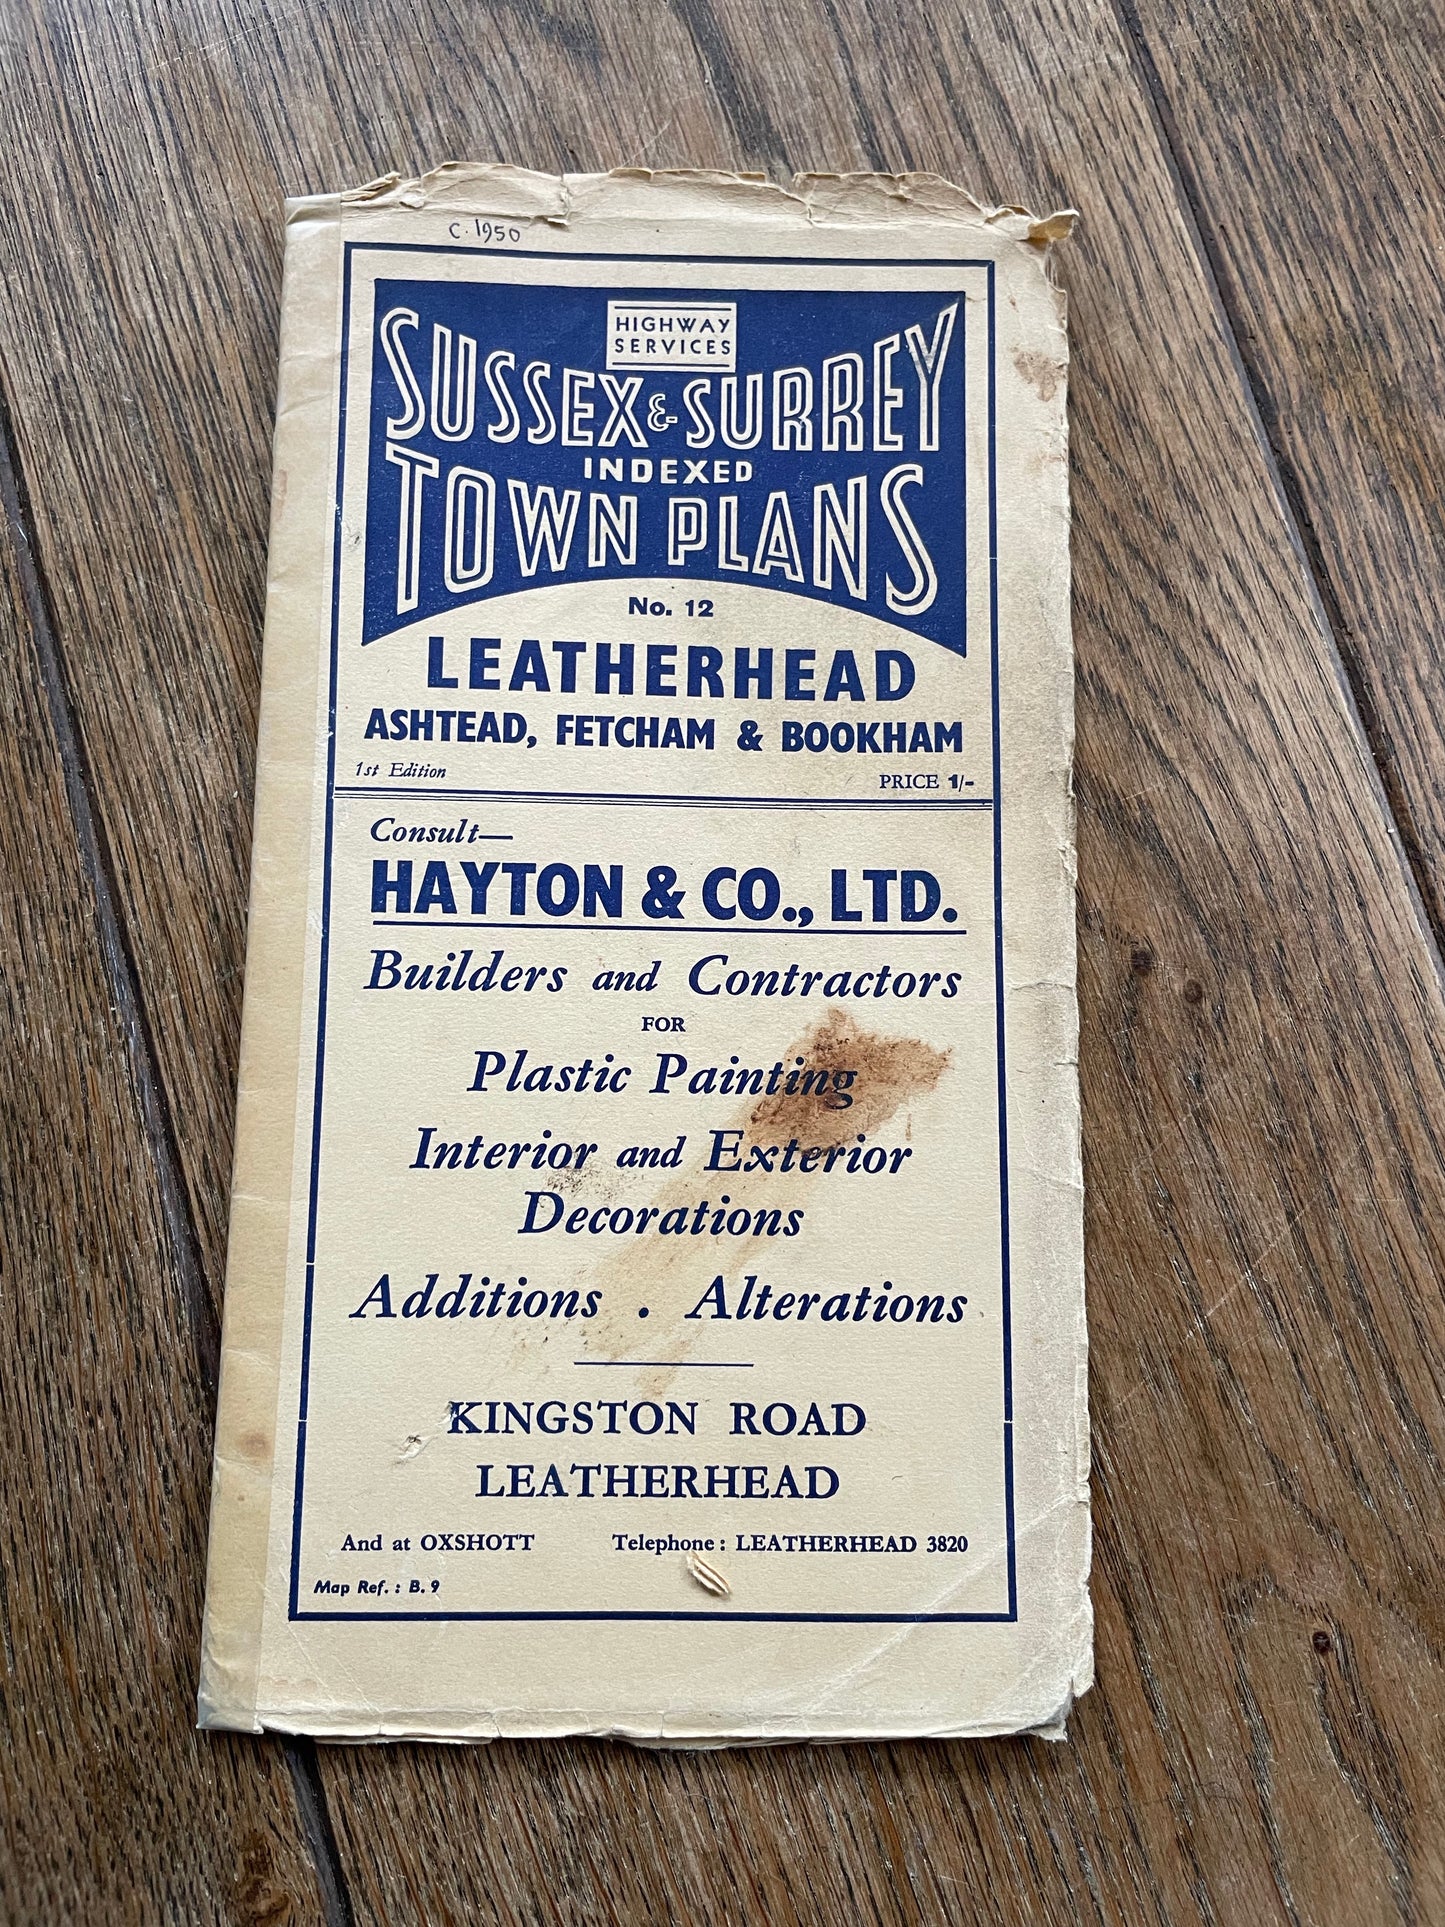 c. 1950
HIGHWAY
SERVICES
SUSSEX & SURREY
INDEXED
TOWN PLANS
No. 12
LEATHERHEAD
ASHTEAD, FETCHAM & BOOKHAM
1st Edition PRICE 1/-
Consult—
HAYTON & CO., LTD.
Builders and Contractors
FOR
Plastic Painting
Interior and Exterior
Decorations
Additions . Alterations
KINGSTON ROAD
LEATHERHEAD
And at OXSHOTT Telephone: LEATHERHEAD 3820
Map Ref. : B. 9